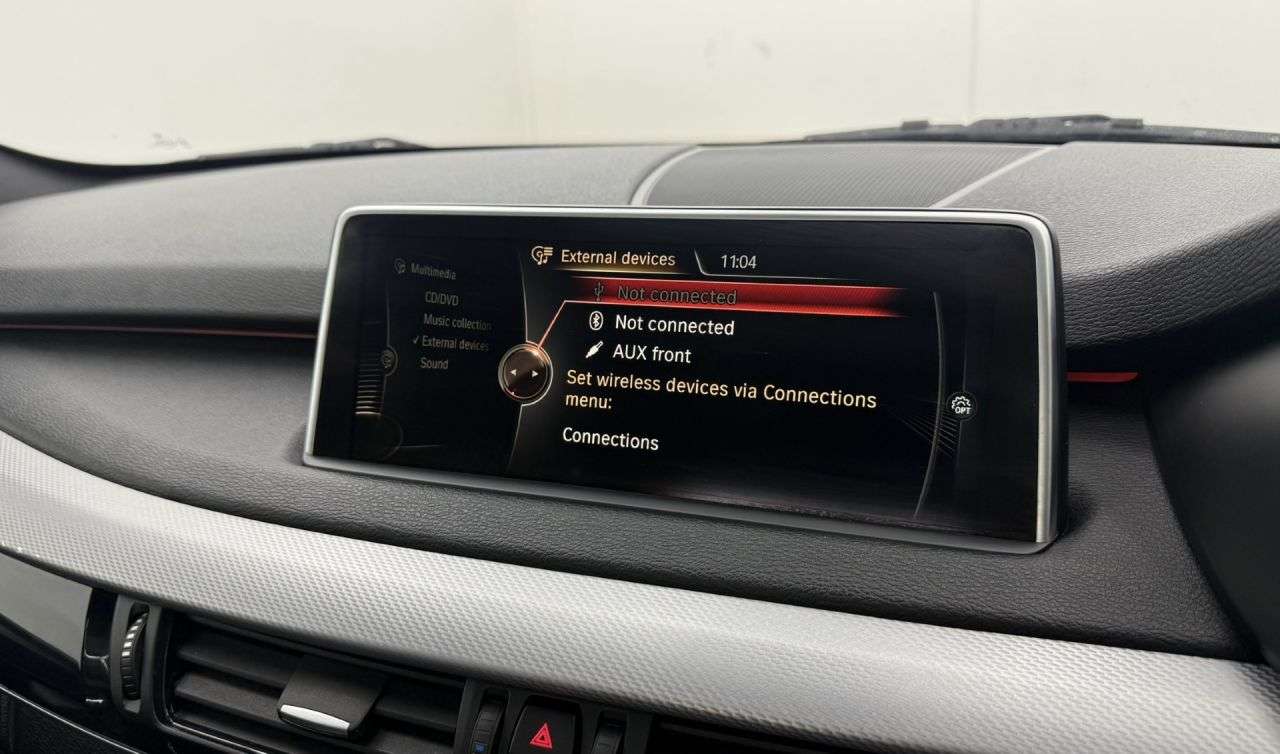 External devices 11:04
Multimedia
CD/DVD
Music collection
External devices
Sound
Not connected
Not connected
AUX front
Set wireless devices via Connections
menu:
Connections
OPT